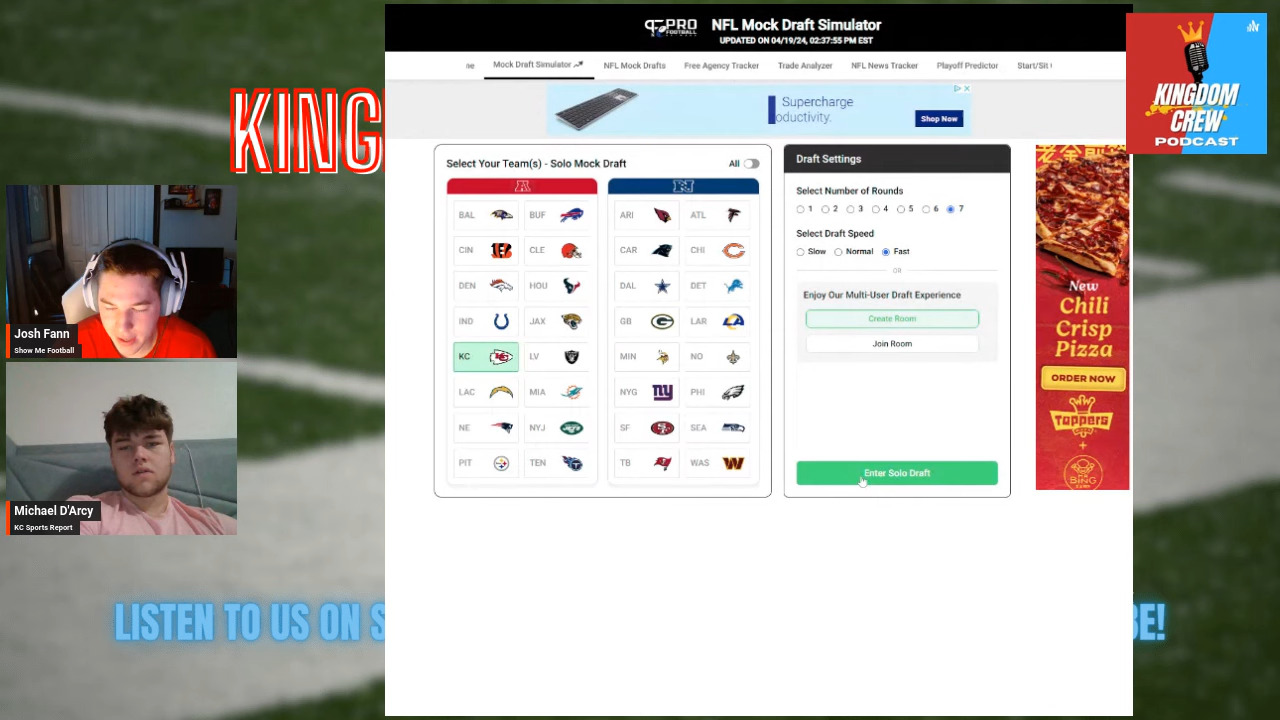 PRO
FOOTBALL
NFL Mock Draft Simulator
UPDATED ON 04/19/24, 02:37:55 PM EST
me
Mock Draft Simulator
NFL Mock Drafts
Free Agency Tracker
Trade Analyzer
NFL News Tracker
Playoff Predictor
Start/Sit
Supercharge
oductivity.
Shop Now
KINGDOM
CREW
PODCAST
KING
Select Your Team(s) - Solo Mock Draft
All
BAL
BUF
CIN
CLE
DEN
HOU
IND
JAX
KC
LV
LAC
MIA
NE
NYJ
PIT
TEN
ARI
ATL
CAR
CHI
DAL
DET
GB
LAR
MIN
NO
NYG
PHI
SF
SEA
TB
WAS
Draft Settings
Select Number of Rounds
1 2 3 4 5 6 7
Select Draft Speed
Slow Normal Fast
OR
Enjoy Our Multi-User Draft Experience
Create Room
Join Room
Enter Solo Draft
New
Chili
Crisp
Pizza
ORDER NOW
Toppers
+
BING
Josh Fann
Show Me Football
Michael D'Arcy
KC Sports Report
LISTEN TO US ON S
BE!